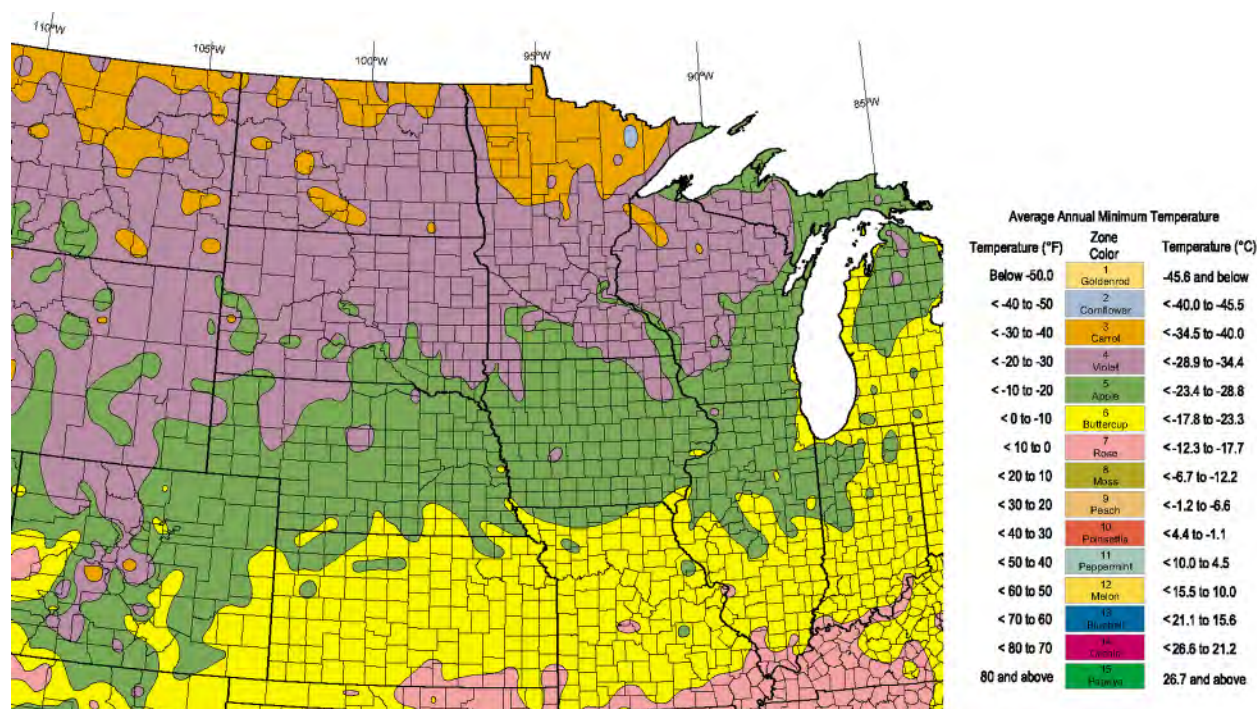 110°W
105°W
100°W
95°W
90°W
85°W
Average Annual Minimum Temperature
Temperature (°F) Zone Color Temperature (°C)
Below -50.0 1 Goldenrod -45.6 and below
< -40 to -50 2 Cornflower <-40.0 to -45.5
< -30 to -40 3 Carrot <-34.5 to -40.0
< -20 to -30 4 Violet <-28.9 to -34.4
< -10 to -20 5 Apple <-23.4 to -28.8
< 0 to -10 6 Buttercup <-17.8 to -23.3
< 10 to 0 7 Rose < -12.3 to -17.7
< 20 to 10 8 Moss <-6.7 to -12.2
< 30 to 20 9 Peach <-1.2 to -6.6
< 40 to 30 10 Poinsettia <4.4 to -1.1
< 50 to 40 11 Peppermint < 10.0 to 4.5
< 60 to 50 12 Melon < 15.5 to 10.0
< 70 to 60 13 Bluebell < 21.1 to 15.6
< 80 to 70 14 < 26.6 to 21.2
80 and above 15 Papaya 26.7 and above